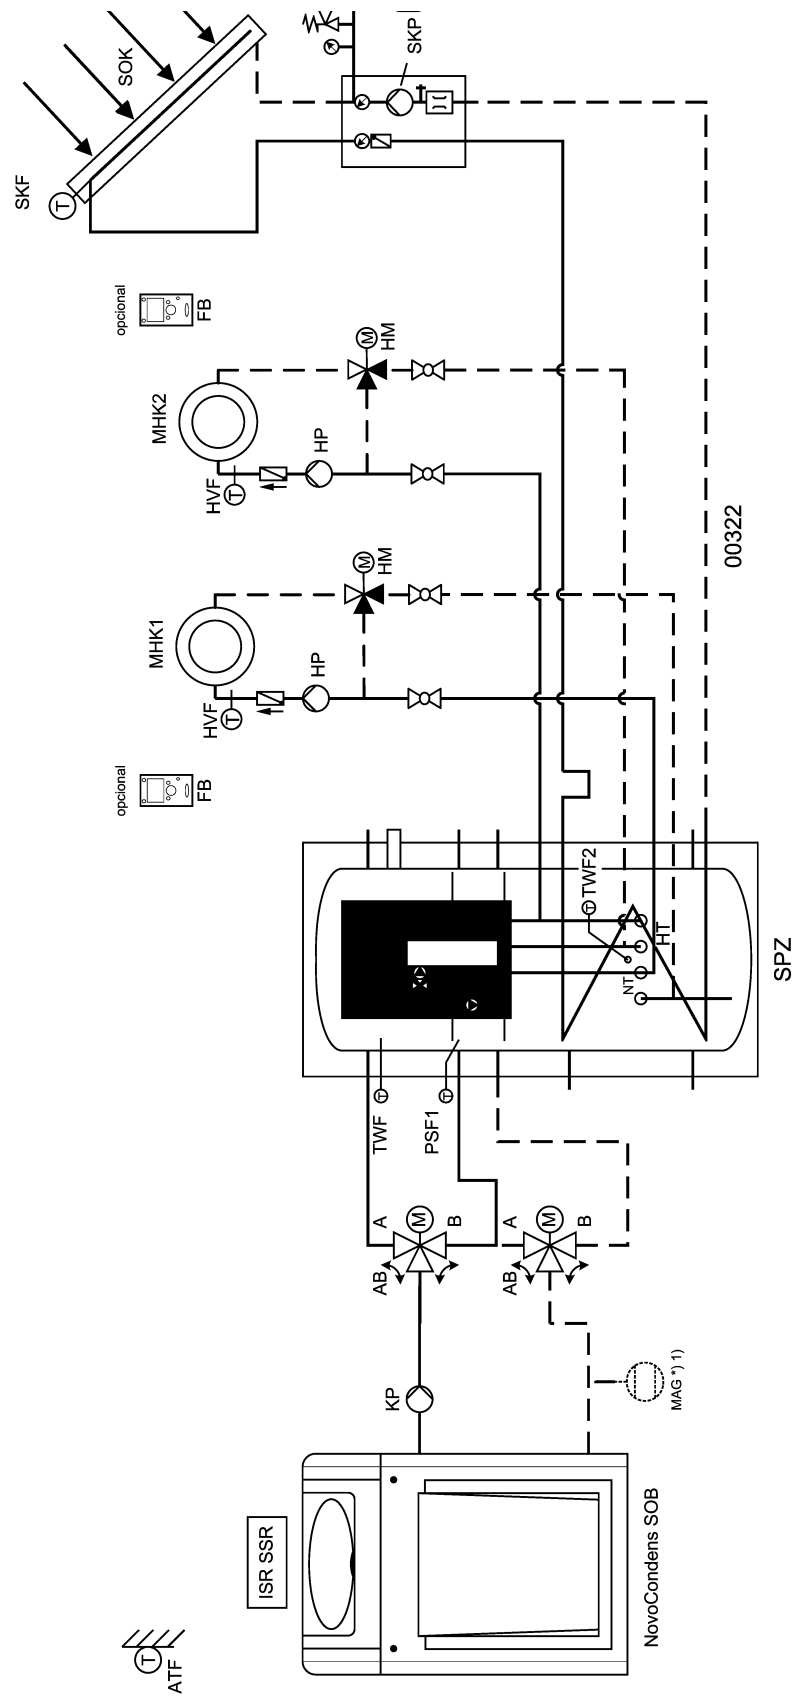 ATF
T
ISR SSR
NovoCondens SOB
KP
MAG *) 1)
AB
A
M
B
AB
A
M
B
TWF
T
PSF1
T
SPZ
TWF2
T
NT
HT
opcional
FB
HVF
T
MHK1
HP
M
HM
opcional
FB
HVF
T
MHK2
HP
M
HM
00322
SKF
T
SOK
SKP